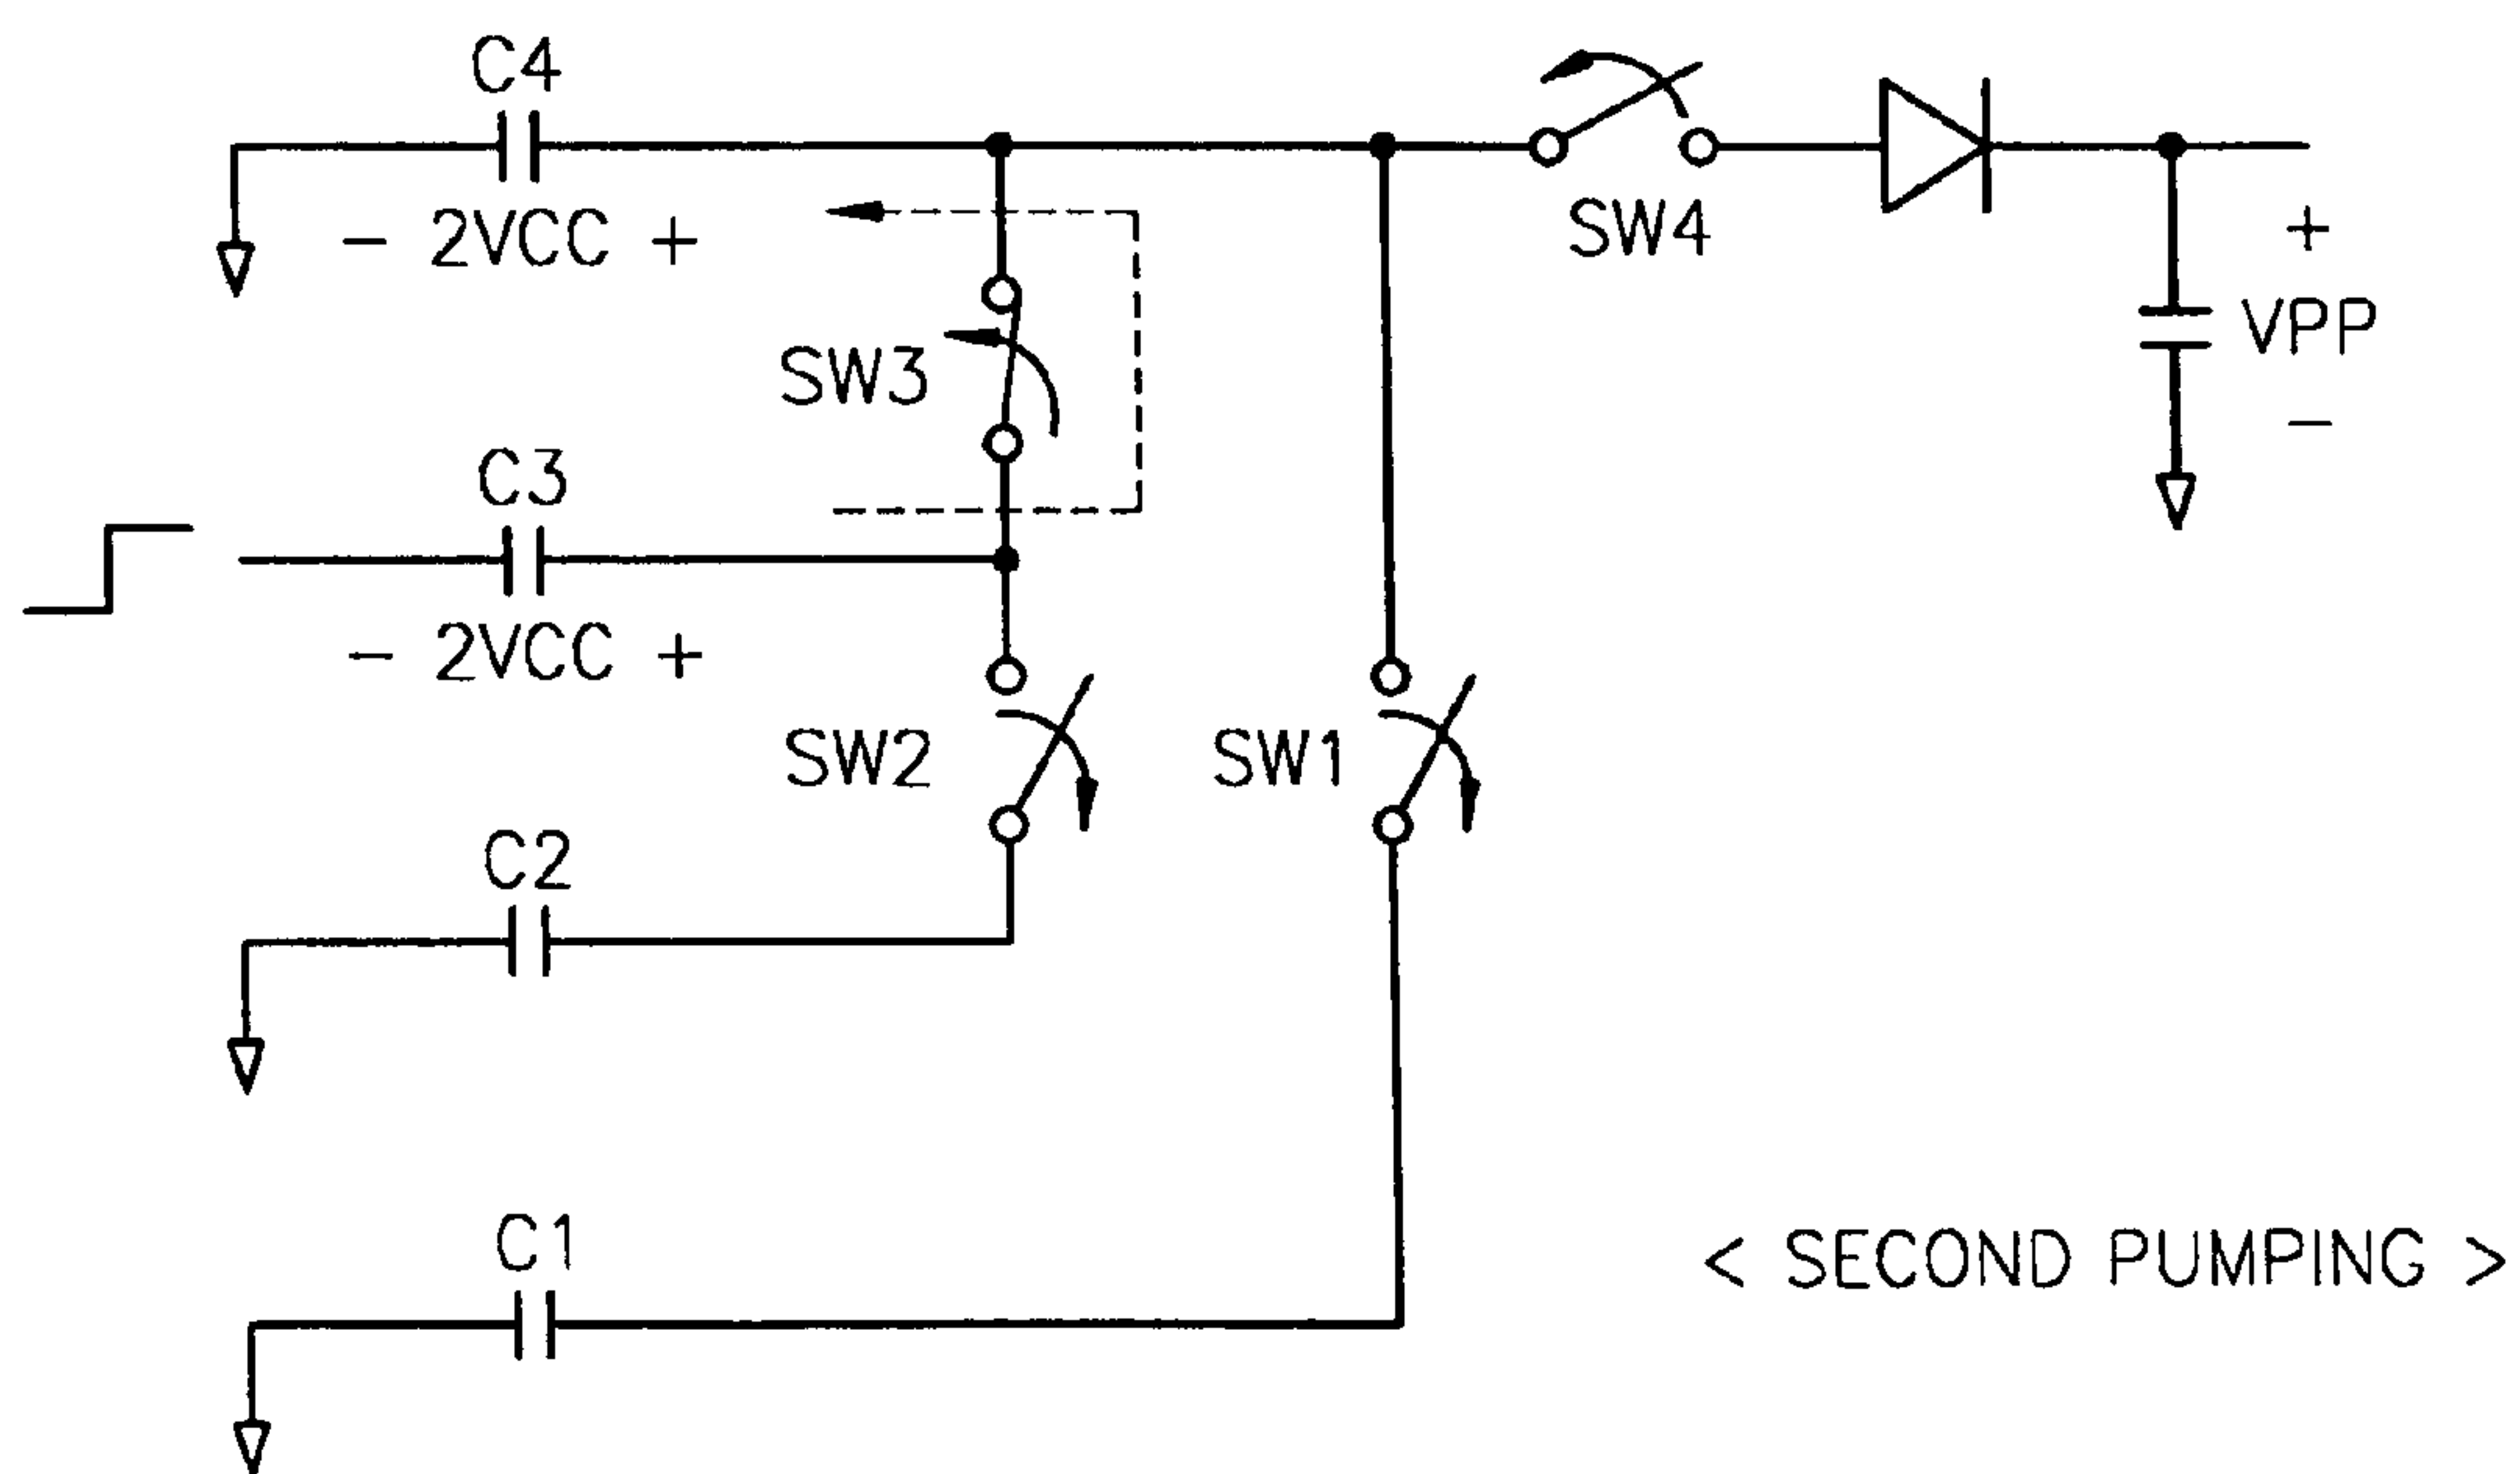 C4
- 2VCC +
SW4
+
VPP
-
SW3
C3
- 2VCC +
SW2
SW1
C2
C1
< SECOND PUMPING >